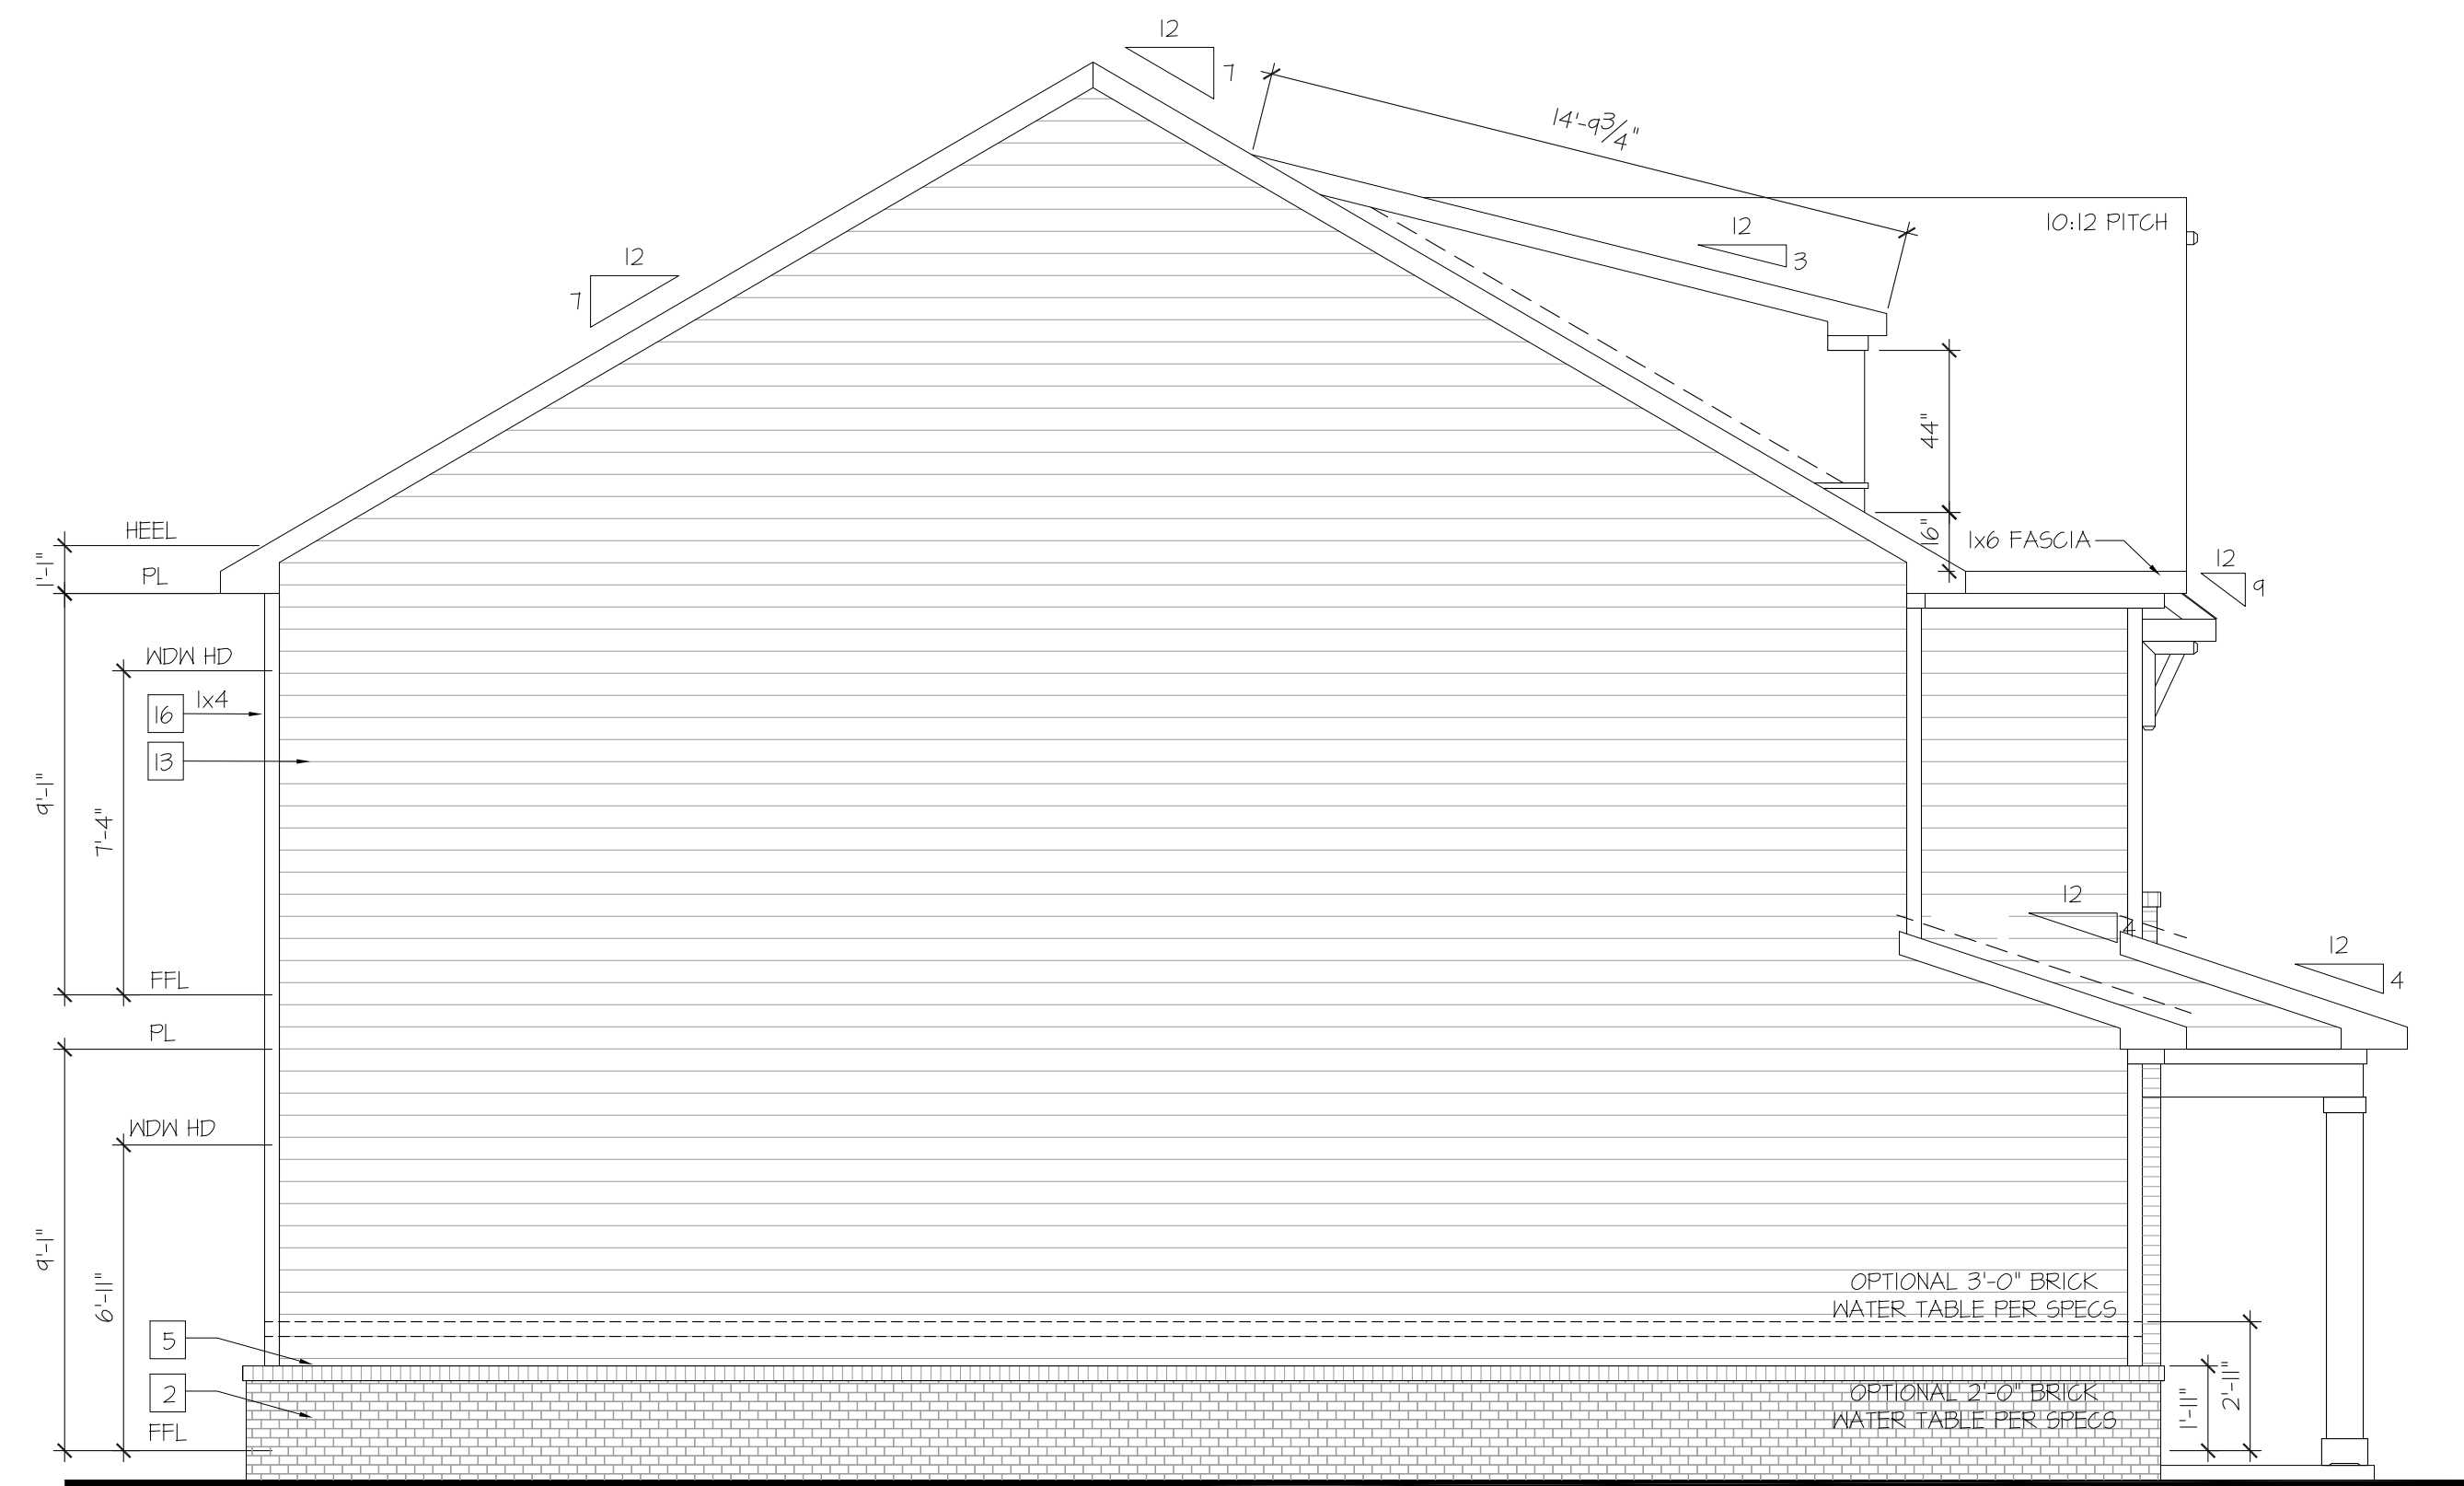 12
7
14'-9 3/4"
12
3
10:12 PITCH
12
7
44"
16"
1x6 FASCIA
12
9
HEEL
1'-1"
PL
WDW HD
16
1x4
13
9'-1"
7'-4"
12
4
12
4
FFL
PL
WDW HD
9'-1"
6'-11"
OPTIONAL 3'-0" BRICK
WATER TABLE PER SPECS
5
2
OPTIONAL 2'-0" BRICK
WATER TABLE PER SPECS
1'-11"
2'-11"
FFL